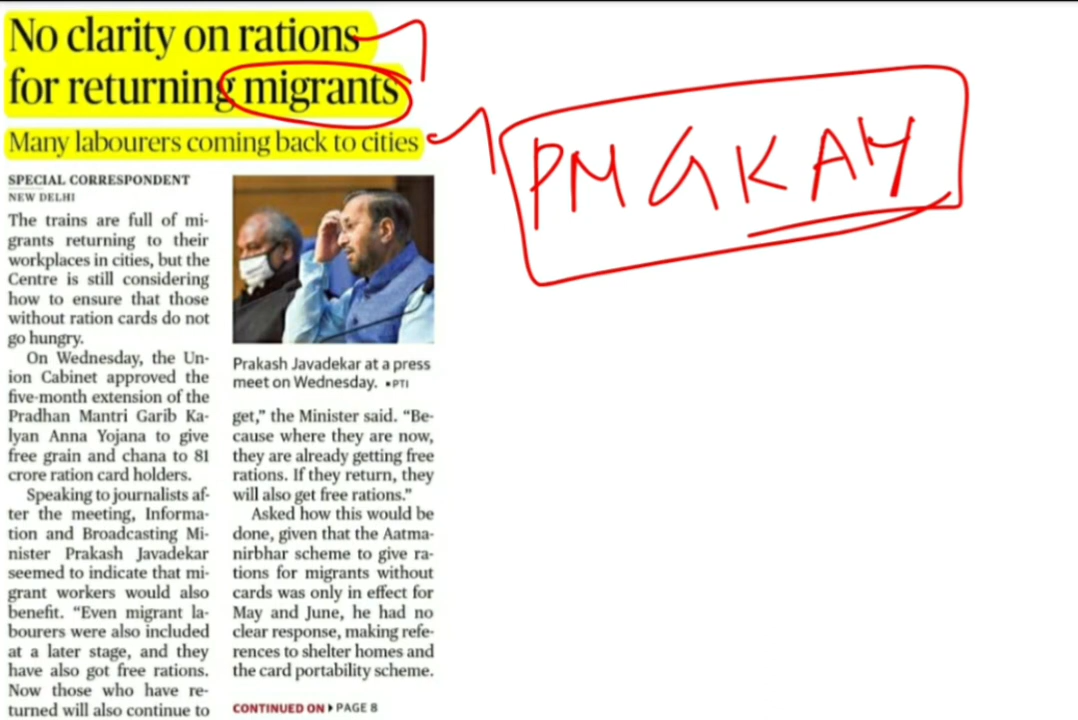 No clarity on rations
for returning migrants
Many labourers coming back to cities
PMGKAY
SPECIAL CORRESPONDENT
NEW DELHI
The trains are full of mi-
grants returning to their
workplaces in cities, but the
Centre is still considering
how to ensure that those
without ration cards do not
go hungry.
On Wednesday, the Un-
ion Cabinet approved the
five-month extension of the
Pradhan Mantri Garib Ka-
lyan Anna Yojana to give
free grain and chana to 81
crore ration card holders.
Speaking to journalists af-
ter the meeting, Informa-
tion and Broadcasting Mi-
nister Prakash Javadekar
seemed to indicate that mi-
grant workers would also
benefit. “Even migrant la-
bourers were also included
at a later stage, and they
have also got free rations.
Now those who have re-
turned will also continue to
Prakash Javadekar at a press
meet on Wednesday. •PTI
get,” the Minister said. “Be-
cause where they are now,
they are already getting free
rations. If they return, they
will also get free rations.”
Asked how this would be
done, given that the Aatma-
nirbhar scheme to give ra-
tions for migrants without
cards was only in effect for
May and June, he had no
clear response, making refe-
rences to shelter homes and
the card portability scheme.
CONTINUED ON PAGE 8